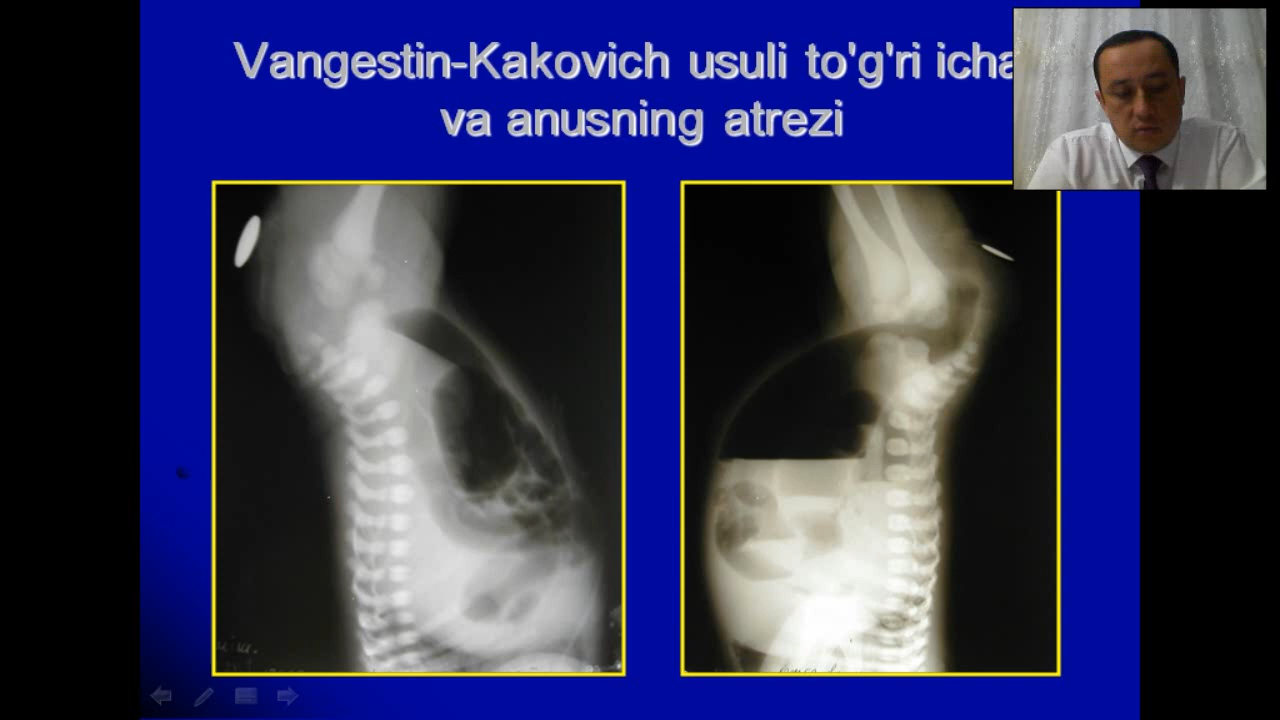 Vangestin-Kakovich usuli to'g'ri icha
va anusning atrezi